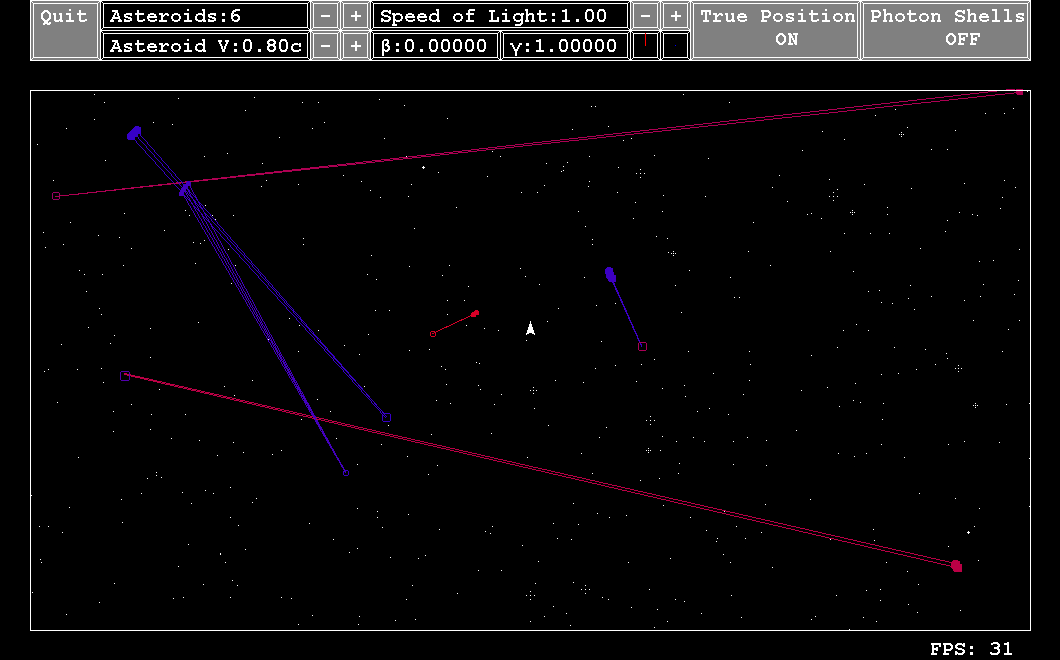 Quit
Asteroids:6 - +
Speed of Light:1.00 - +
True Position
ON
Photon Shells
OFF
Asteroid V:0.80c - +
β:0.00000
γ:1.00000
FPS: 31